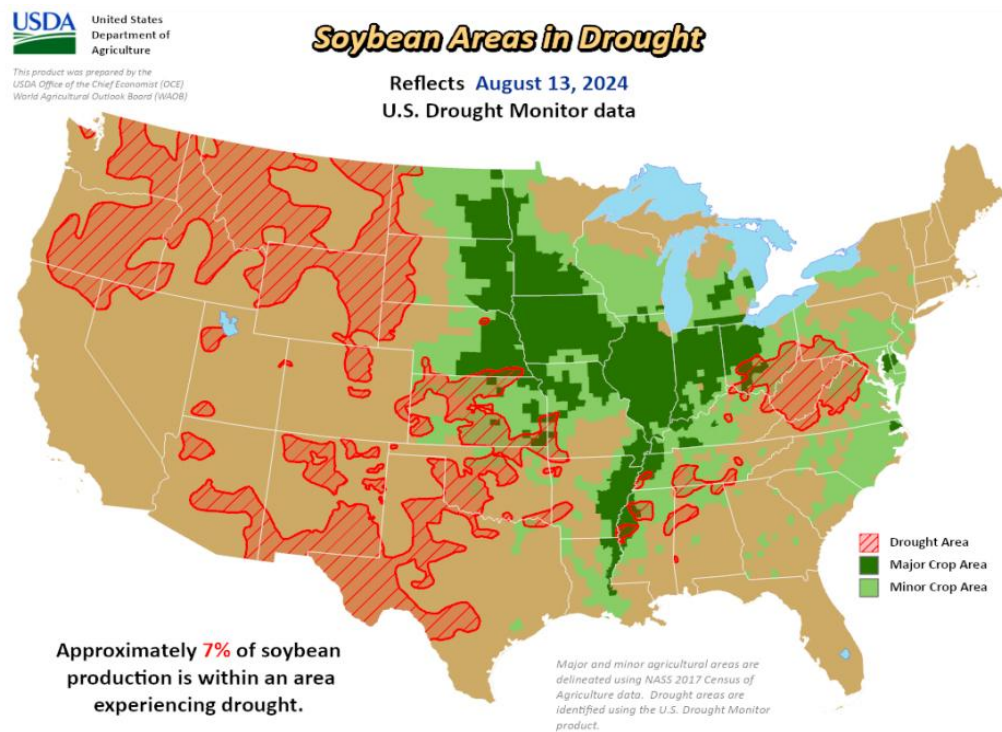 USDA
United States
Department of
Agriculture
This product was prepared by the
USDA Office of the Chief Economist (OCE)
World Agricultural Outlook Board (WAOB)
Soybean Areas in Drought
Reflects August 13, 2024
U.S. Drought Monitor data
Drought Area
Major Crop Area
Minor Crop Area
Approximately 7% of soybean
production is within an area
experiencing drought.
Major and minor agricultural areas are
delineated using NASS 2017 Census of
Agriculture data. Drought areas are
identified using the U.S. Drought Monitor
product.